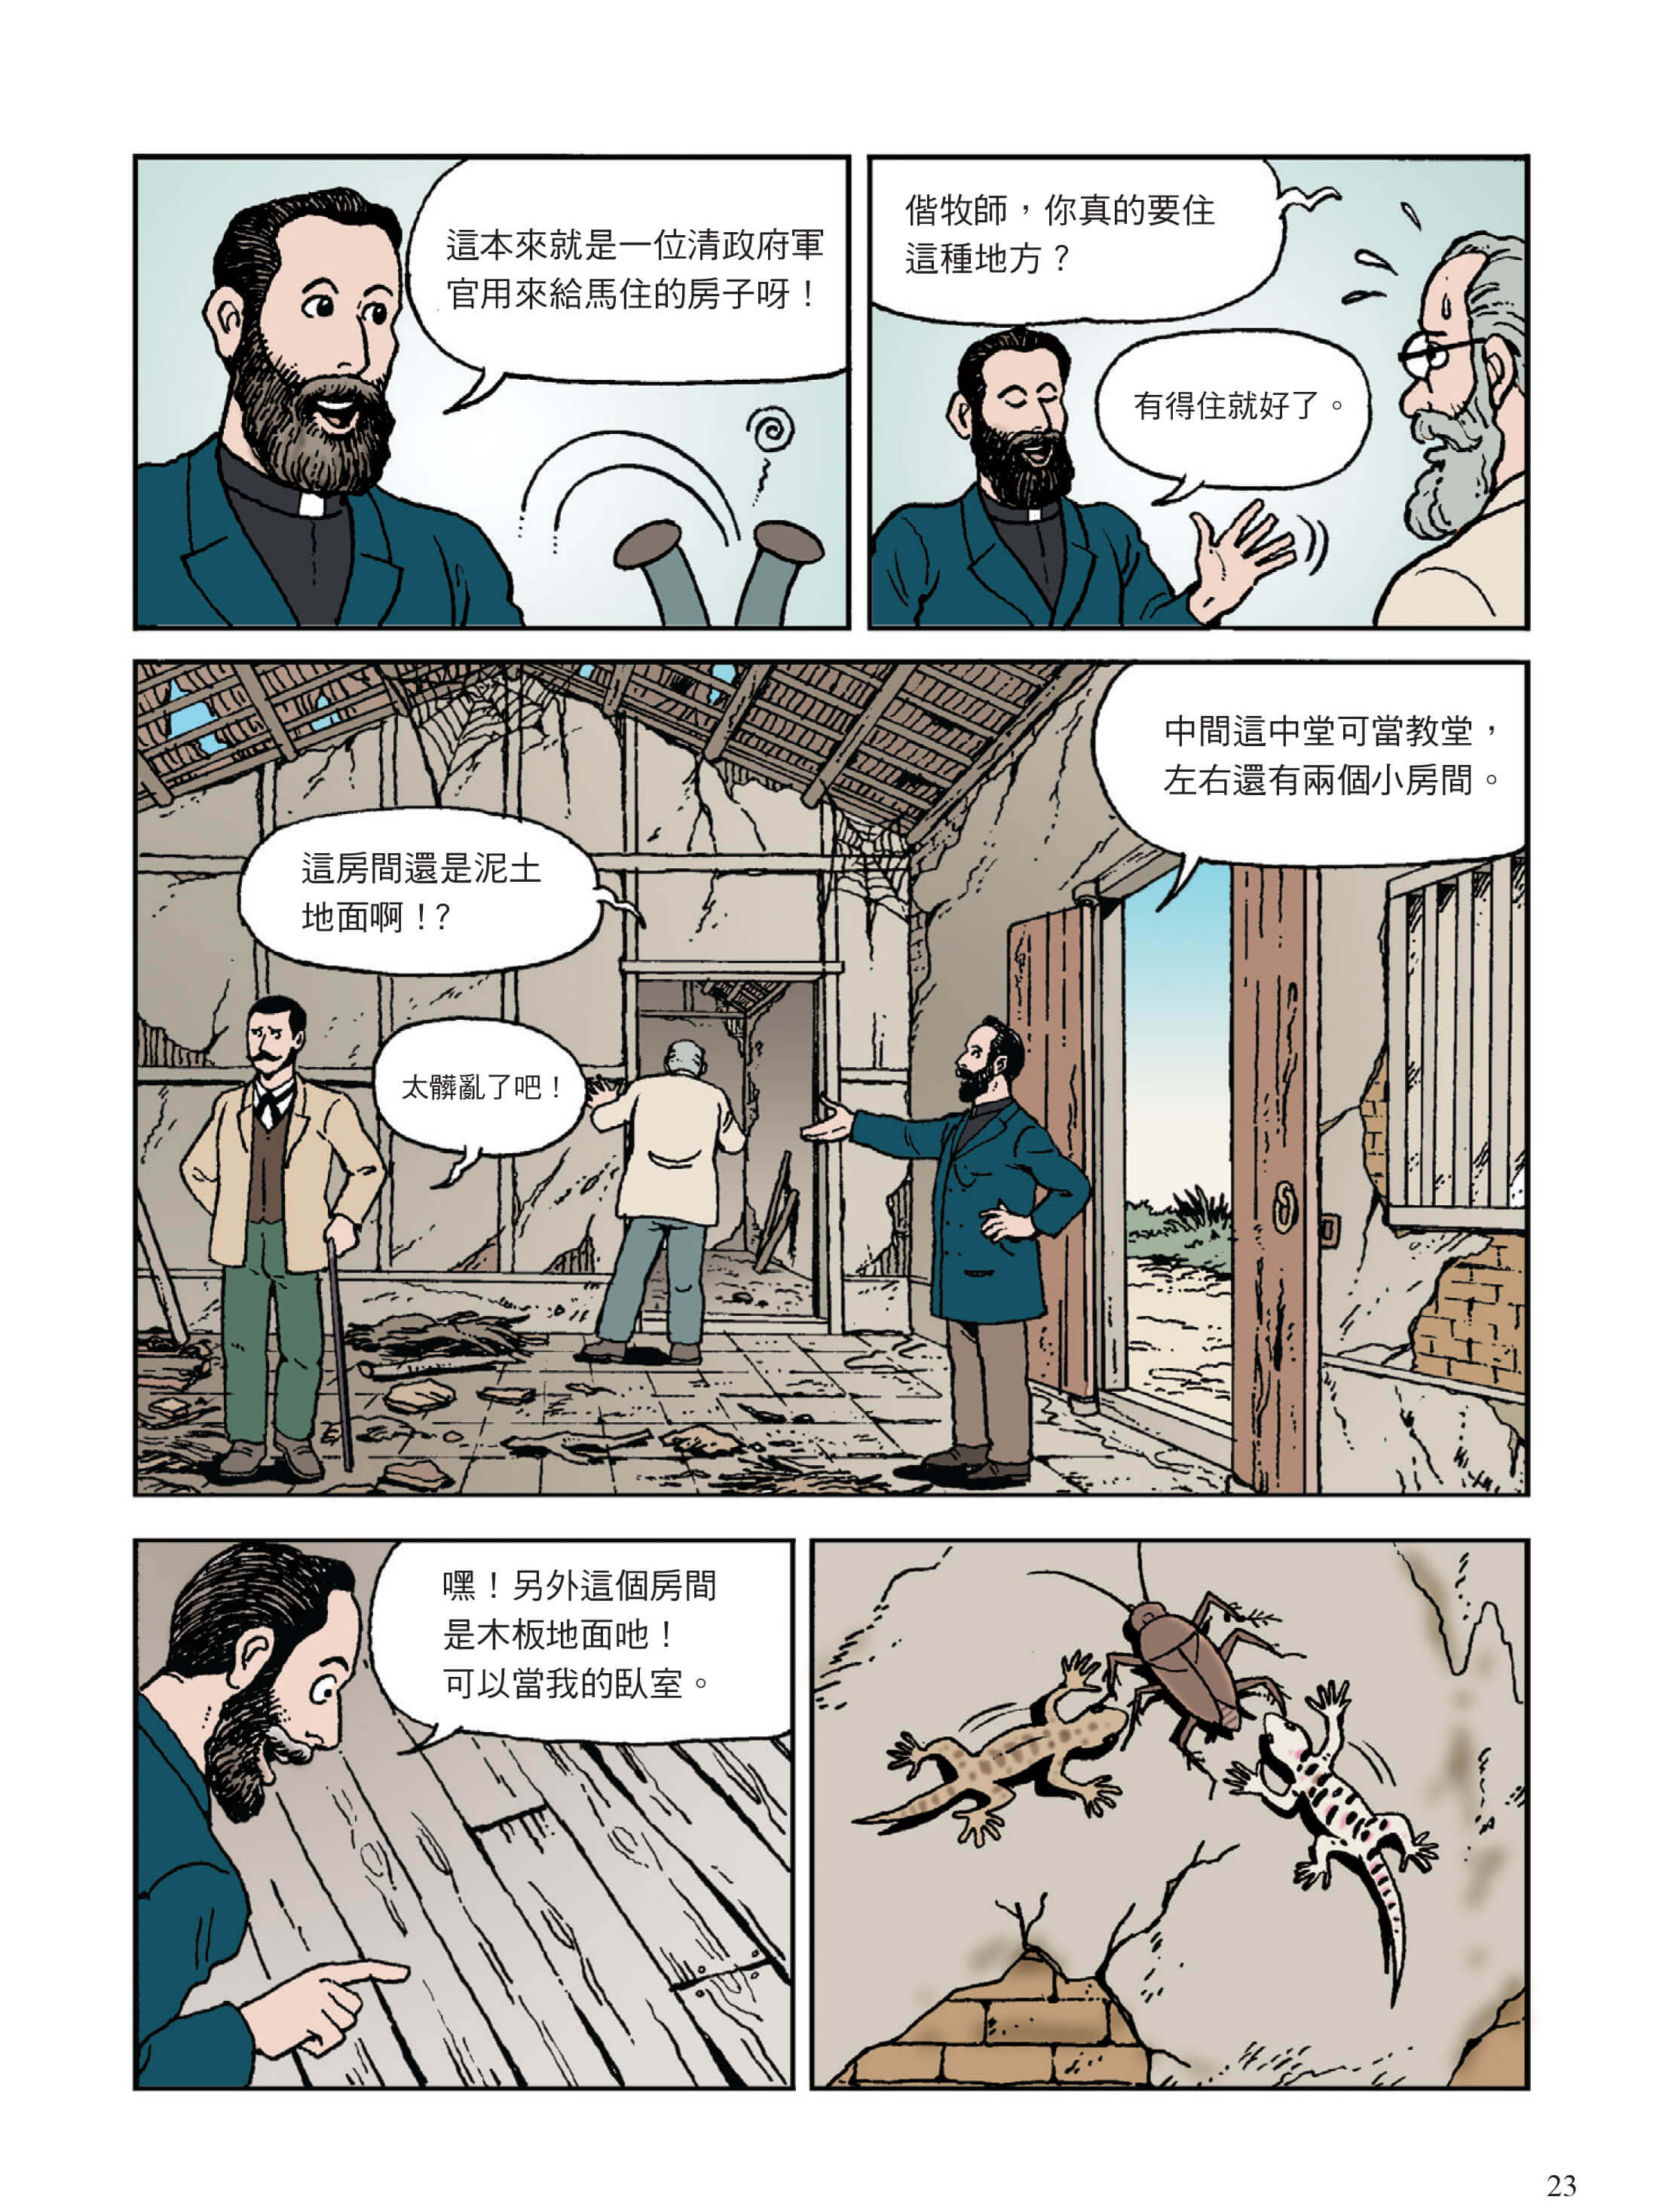 這本來就是一位清政府軍
官用來給馬住的房子呀！
偕牧師，你真的要住
這種地方？
有得住就好了。
中間這中堂可當教堂，
左右還有兩個小房間。
這房間還是泥土
地面啊！？
太髒亂了吧！
嘿！另外這個房間
是木板地面吔！
可以當我的臥室。
23